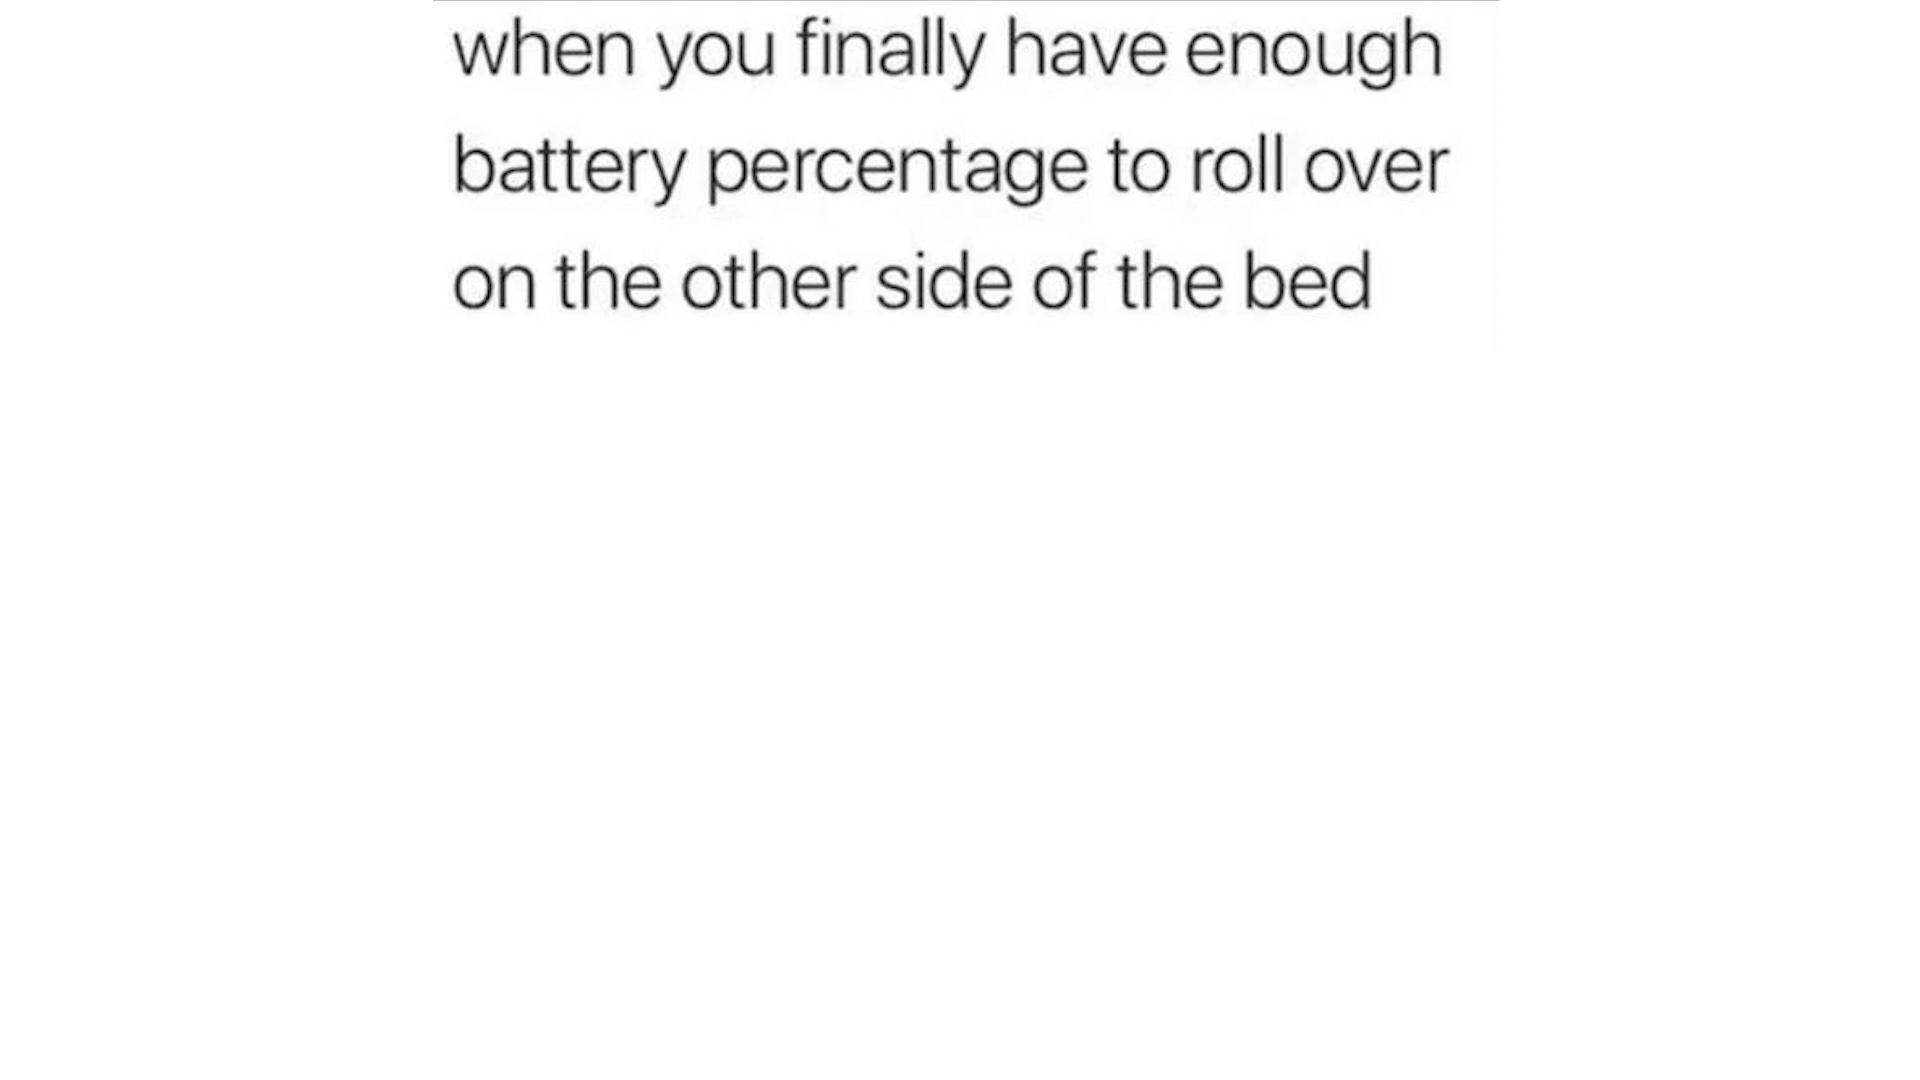 when you finally have enough
battery percentage to roll over
on the other side of the bed